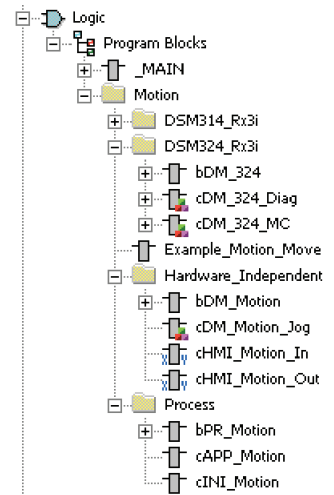 Logic
Program Blocks
_MAIN
Motion
DSM314_Rx3i
DSM324_Rx3i
bDM_324
cDM_324_Diag
cDM_324_MC
Example_Motion_Move
Hardware_Independent
bDM_Motion
cDM_Motion_Jog
cHMI_Motion_In
cHMI_Motion_Out
Process
bPR_Motion
cAPP_Motion
cINI_Motion